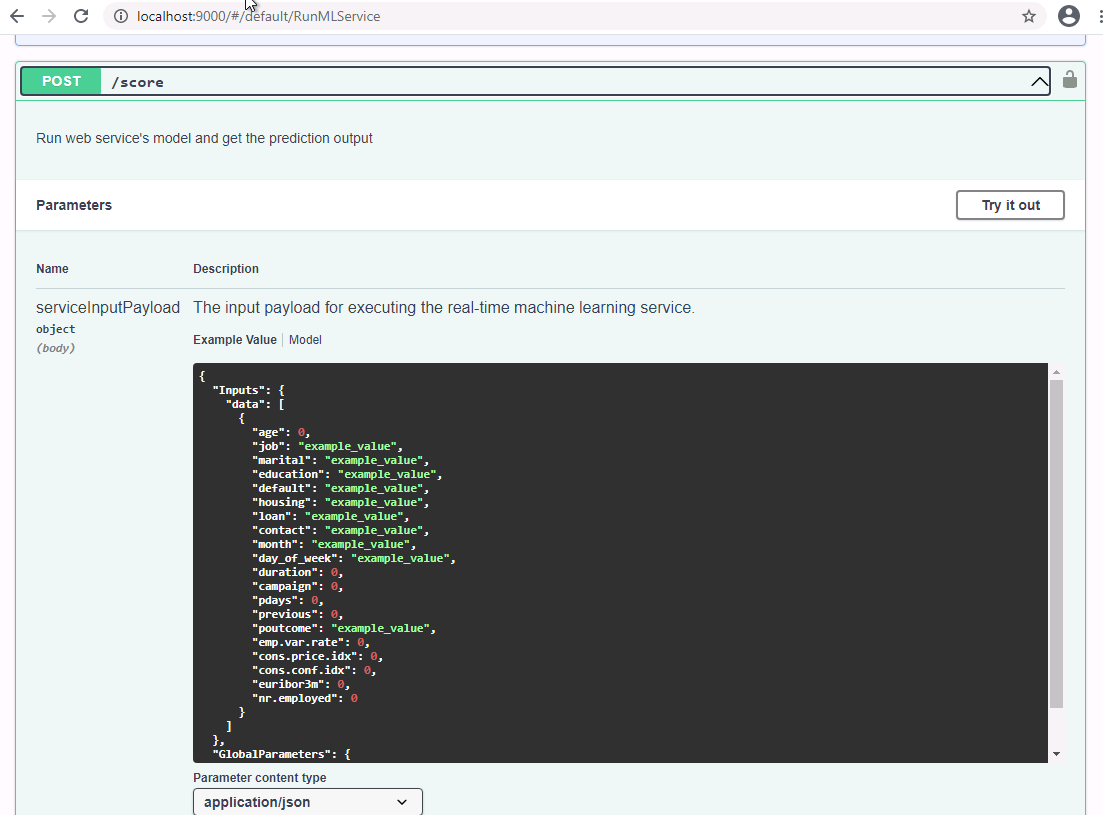 localhost:9000/#/default/RunMLService
POST /score
Run web service's model and get the prediction output
Parameters
Try it out
Name Description
serviceInputPayload The input payload for executing the real-time machine learning service.
object
(body)
Example Value Model
{
"Inputs": {
"data": [
{
"age": 0,
"job": "example_value",
"marital": "example_value",
"education": "example_value",
"default": "example_value",
"housing": "example_value",
"loan": "example_value",
"contact": "example_value",
"month": "example_value",
"day_of_week": "example_value",
"duration": 0,
"campaign": 0,
"pdays": 0,
"previous": 0,
"poutcome": "example_value",
"emp.var.rate": 0,
"cons.price.idx": 0,
"cons.conf.idx": 0,
"euribor3m": 0,
"nr.employed": 0
}
]
},
"GlobalParameters": {
Parameter content type
application/json